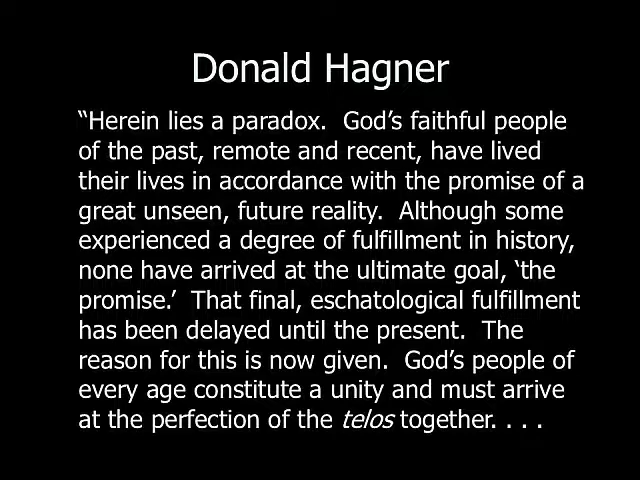 Donald Hagner
“Herein lies a paradox.  God’s faithful people
of the past, remote and recent, have lived
their lives in accordance with the promise of a
great unseen, future reality.  Although some
experienced a degree of fulfillment in history,
none have arrived at the ultimate goal, ‘the
promise.’  That final, eschatological fulfillment
has been delayed until the present.  The
reason for this is now given.  God’s people of
every age constitute a unity and must arrive
at the perfection of the telos together. . . .